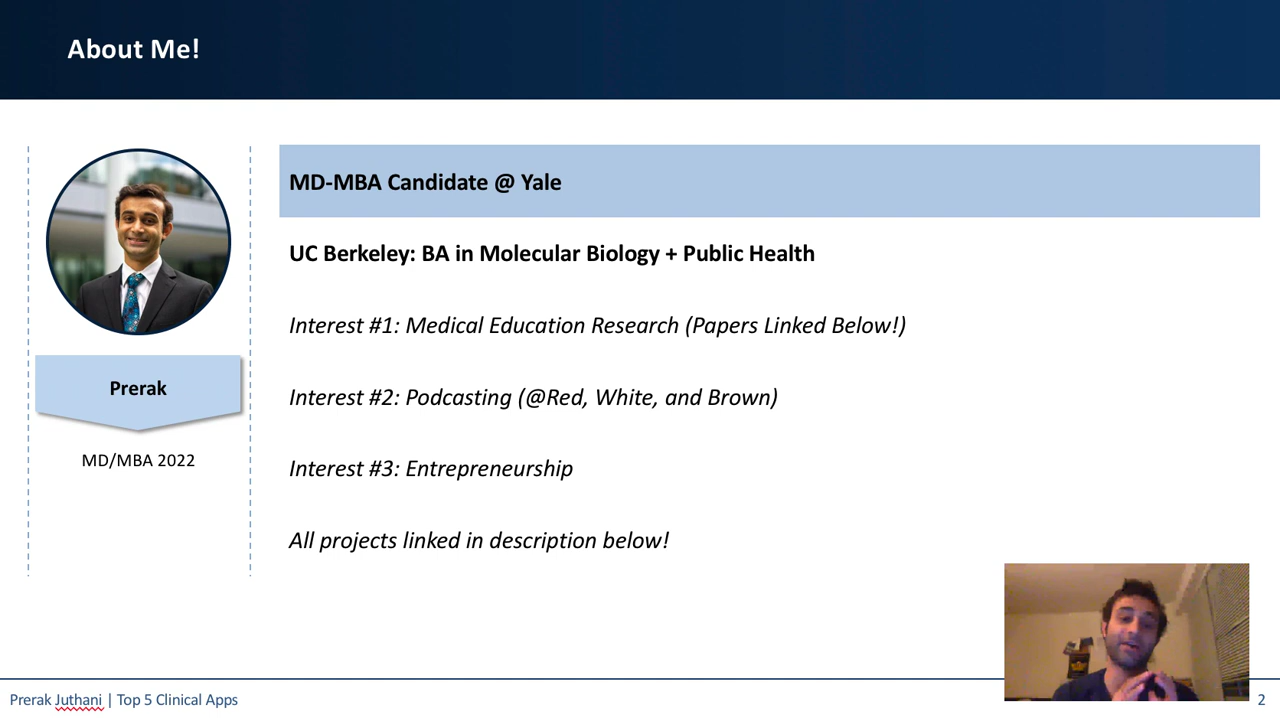 About Me!
Prerak
MD/MBA 2022
MD-MBA Candidate @ Yale
UC Berkeley: BA in Molecular Biology + Public Health
Interest #1: Medical Education Research (Papers Linked Below!)
Interest #2: Podcasting (@Red, White, and Brown)
Interest #3: Entrepreneurship
All projects linked in description below!
Prerak Juthani | Top 5 Clinical Apps
2